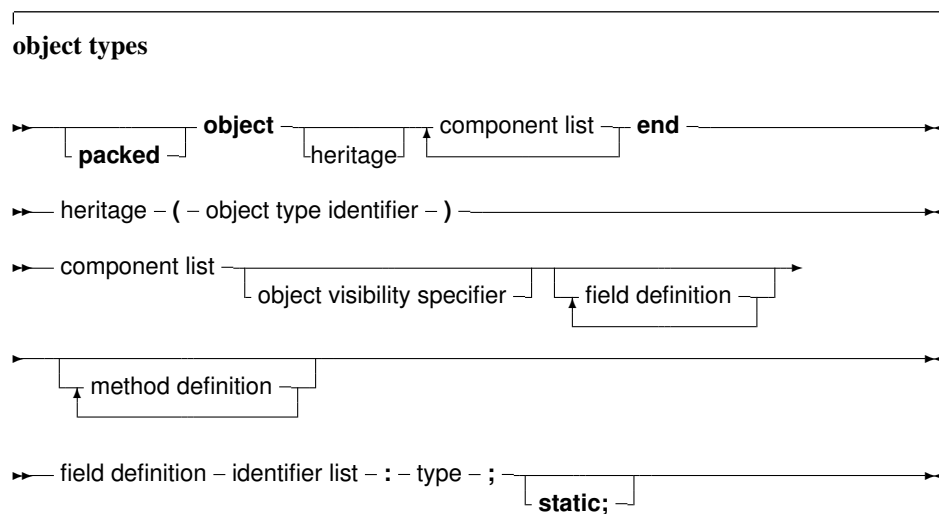 object types
packed object heritage component list end
heritage ( object type identifier )
component list object visibility specifier field definition
method definition
field definition identifier list : type ; static;